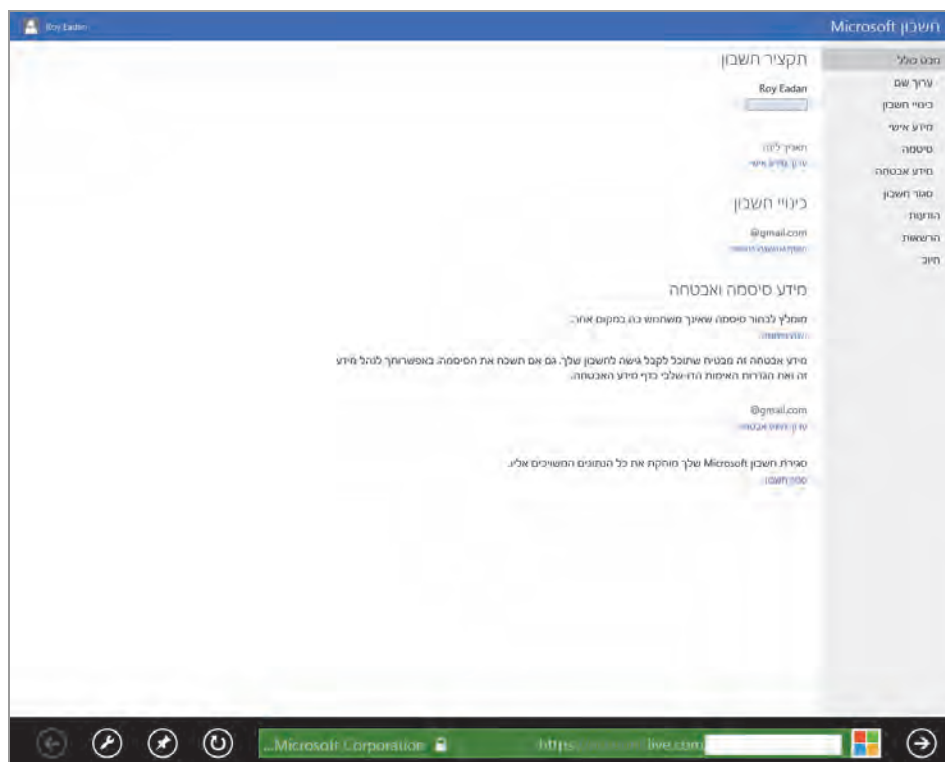 חשבון Microsoft
Roy Eadan
מבט כולל
ערוך שם
כינויי חשבון
מידע אישי
סיסמה
מידע אבטחה
סגור חשבון
הודעות
הרשאות
חיוב
תקציר חשבון
Roy Eadan
תאריך לידה
ערוך מידע אישי
כינויי חשבון
@gmail.com
מידע סיסמה ואבטחה
מומלץ לבחור סיסמה שאינך משתמש בה במקום אחר.
מידע אבטחה זה מבטיח שתוכל לקבל גישה לחשבון שלך, גם אם תשכח את הסיסמה. באפשרותך לנהל מידע
זה ואת הגדרות האימות הדו-שלבי בדף מידע האבטחה.
@gmail.com
ערוך מידע אבטחה
סגירת חשבון Microsoft שלך מוחקת את כל הנתונים המשויכים אליו.
סגור חשבון
Microsoft Corporation...
https
live.com